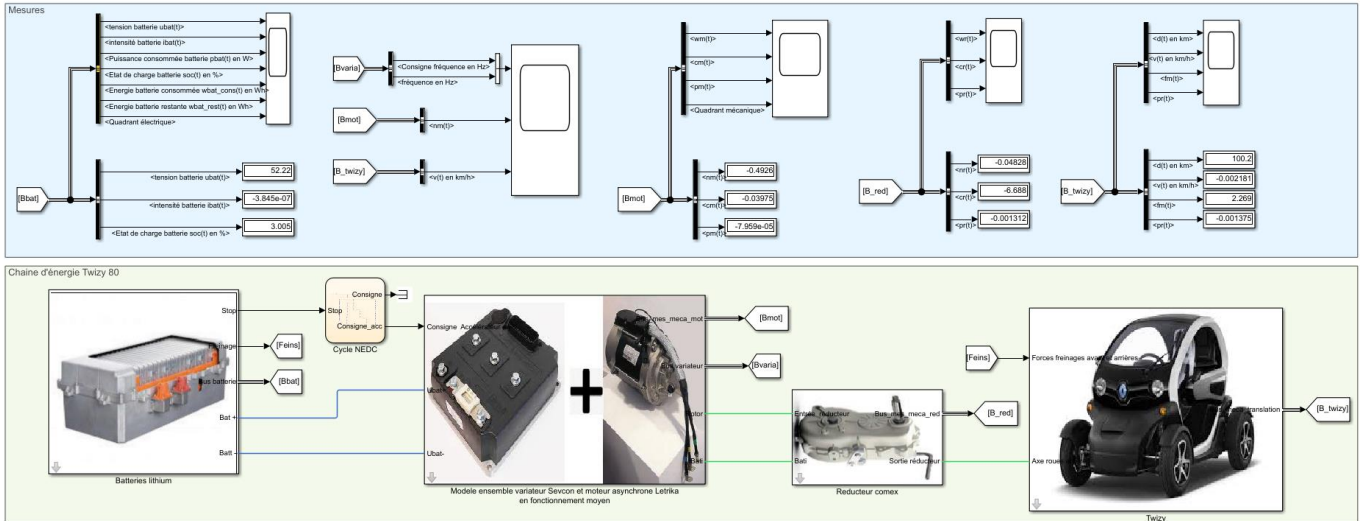 Mesures
<tension batterie ubat(t)>
<intensité batterie ibat(t)>
<Puissance consommée batterie pbat(t) en W>
<Etat de charge batterie soc(t) en %>
<Energie batterie consommée wbat_cons(t) en Wh>
<Energie batterie restante wbat_rest(t) en Wh>
<Quadrant électrique>
[Bbat]
<tension batterie ubat(t)>
52.22
<intensité batterie ibat(t)>
-3.845e-07
<Etat de charge batterie soc(t) en %>
3.005
[Bvaria]
<Consigne fréquence en Hz>
<fréquence en Hz>
[Bmot]
<nm(t)>
[B_twizy]
<v(t) en km/h>
<wm(t)>
<cm(t)>
<pm(t)>
<Quadrant mécanique>
[Bmot]
<nm(t)>
-0.4926
<cm(t)>
-0.03975
<pm(t)>
-7.959e-05
<wr(t)>
<cr(t)>
<pr(t)>
[B_red]
<nr(t)>
-0.04828
<cr(t)>
-6.688
<pr(t)>
-0.001312
<d(t) en km>
<v(t) en km/h>
<fm(t)>
<pr(t)>
[B_twizy]
<d(t) en km>
100.2
<v(t) en km/h>
-0.002181
<fm(t)>
2.269
<pr(t)>
-0.001375
Chaine d'énergie Twizy 80
Stop
[Feins]
Bus batterie
[Bbat]
Bat +
Batt -
Batteries lithium
Stop
Consigne
Consigne_acc
Cycle NEDC
Consigne Accélérateur
Ubat+
Ubat-
mes_meca_mot
[Bmot]
Bus variateur
[Bvaria]
Rotor
Bati
Modele ensemble variateur Sevcon et moteur asynchrone Letrika
en fonctionnement moyen
Entrée réducteur
Bus_mes_meca_red
[B_red]
Bati
Sortie réducteur
Reducteur comex
[Feins]
Forces freinages avants et arrières
Axe roue
Bus_meca_translation
[B_twizy]
Twizy